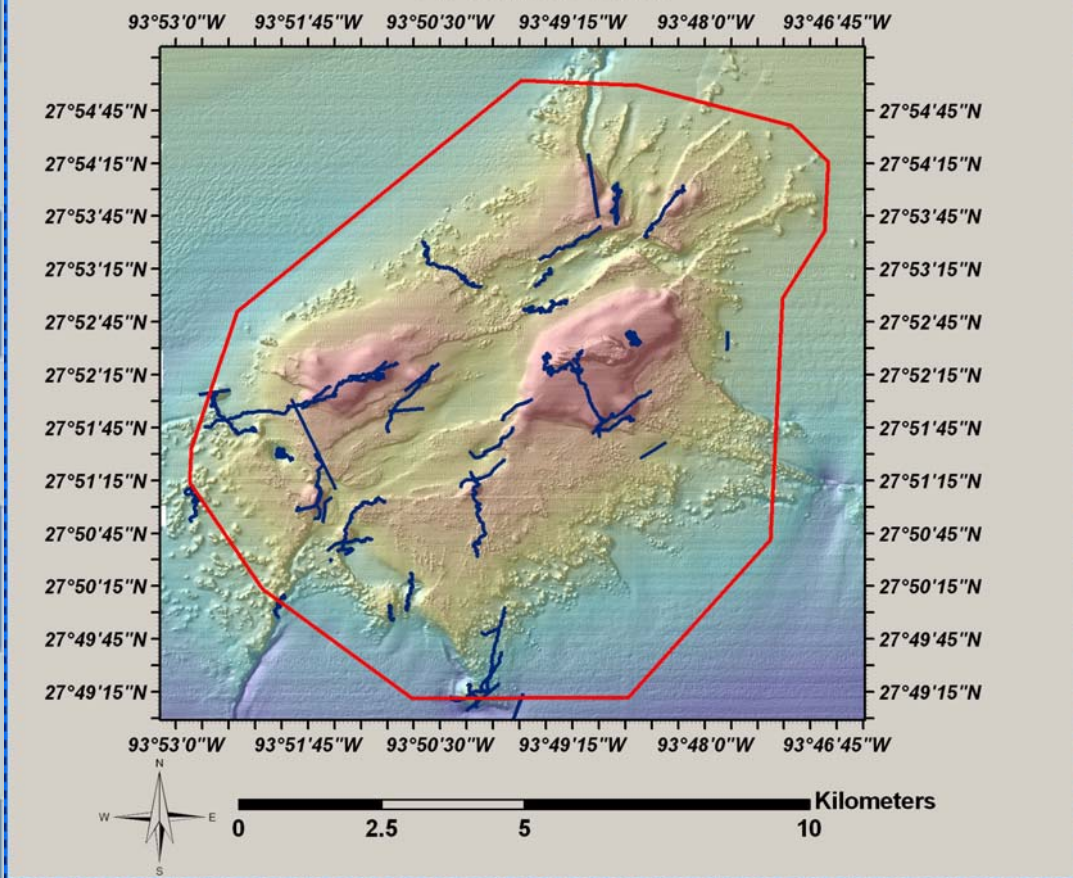 93°53'0"W 93°51'45"W 93°50'30"W 93°49'15"W 93°48'0"W 93°46'45"W
27°54'45"N 27°54'45"N
27°54'15"N 27°54'15"N
27°53'45"N 27°53'45"N
27°53'15"N 27°53'15"N
27°52'45"N 27°52'45"N
27°52'15"N 27°52'15"N
27°51'45"N 27°51'45"N
27°51'15"N 27°51'15"N
27°50'45"N 27°50'45"N
27°50'15"N 27°50'15"N
27°49'45"N 27°49'45"N
27°49'15"N 27°49'15"N
93°53'0"W 93°51'45"W 93°50'30"W 93°49'15"W 93°48'0"W 93°46'45"W
N
W E
S
Kilometers
0 2.5 5 10